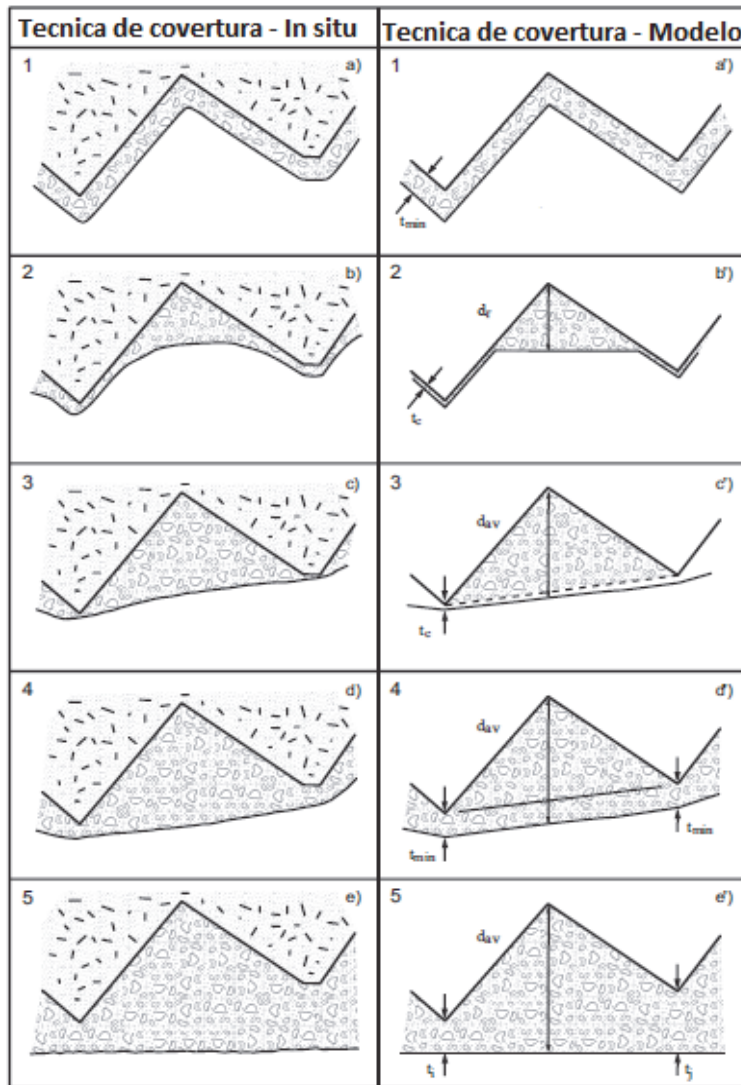 Tecnica de covertura - In situ
Tecnica de covertura - Modelo
1
a)
1
a')
tmin
2
b)
2
b')
dr
tc
3
c)
3
c')
dav
tc
4
d)
4
d')
dav
tmin
tmin
5
e)
5
e')
dav
ti
tj